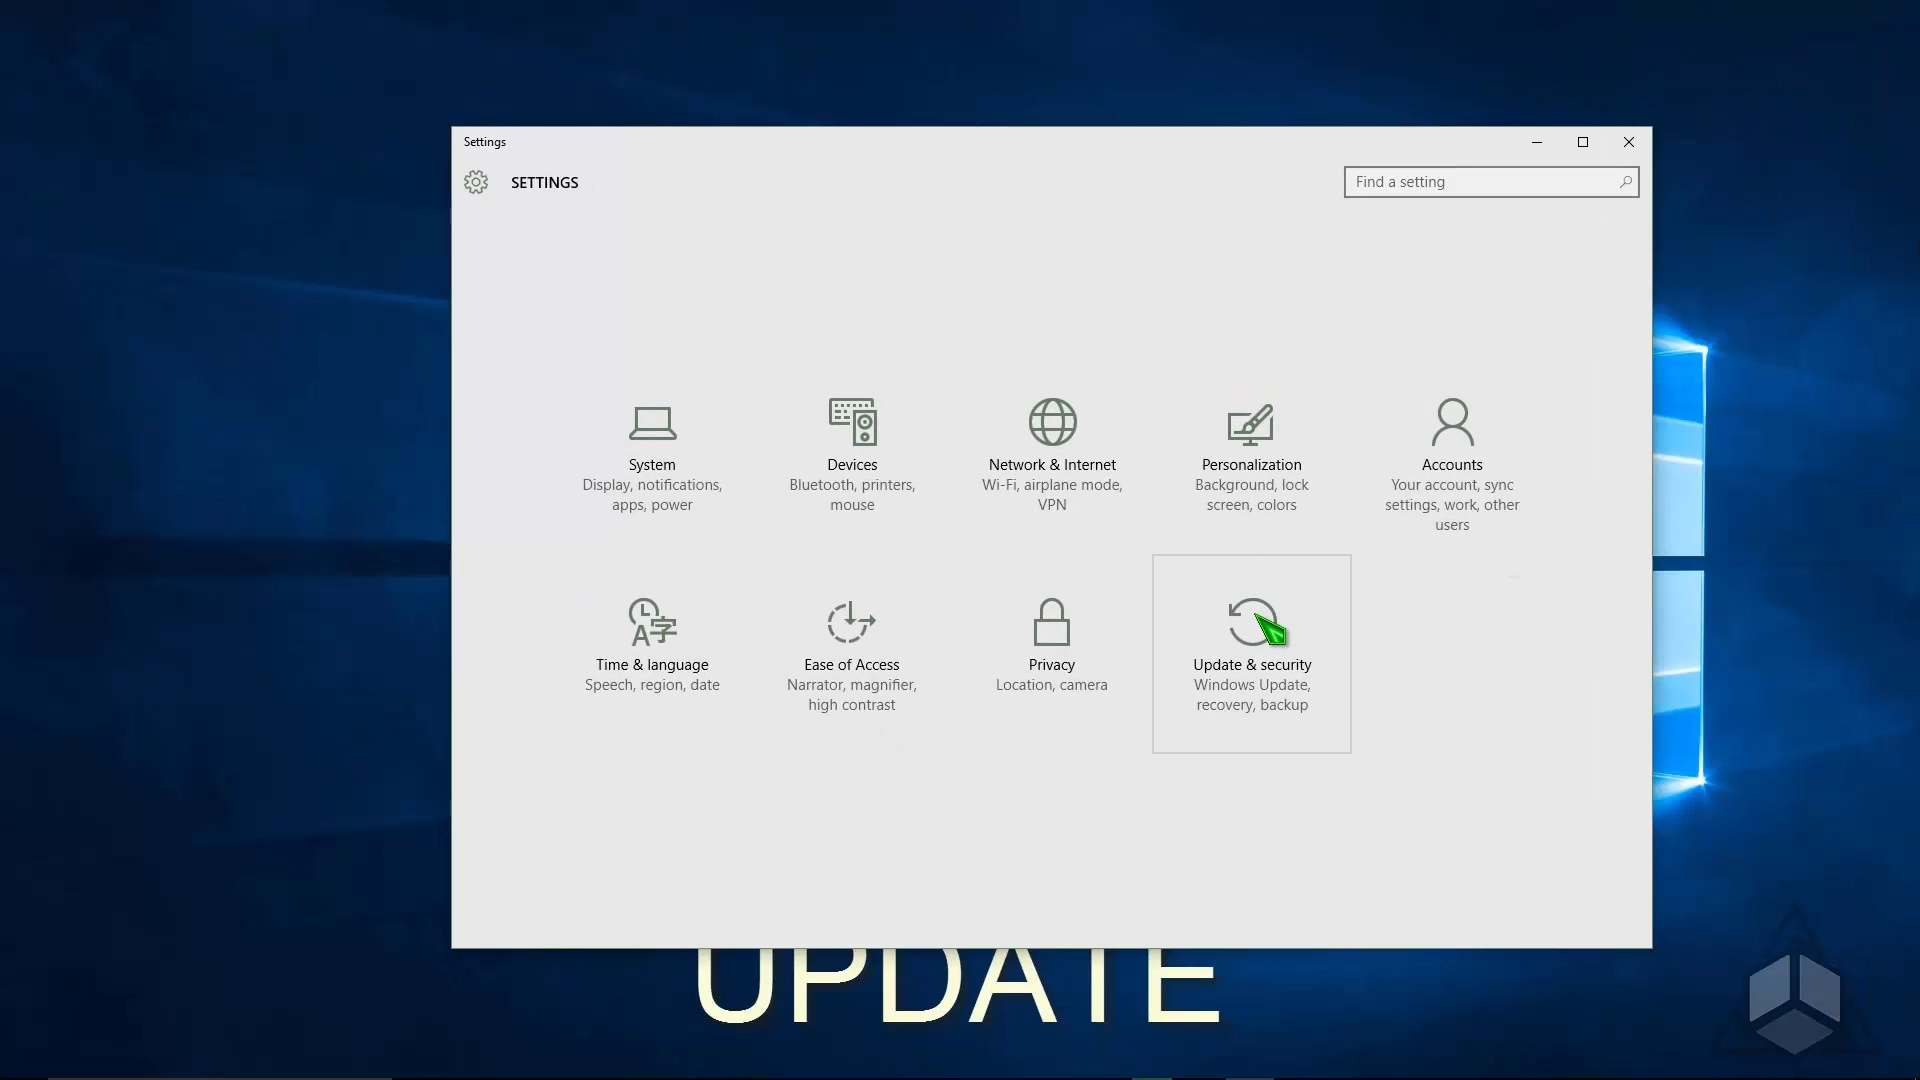 Settings
SETTINGS
Find a setting
System
Display, notifications,
apps, power
Devices
Bluetooth, printers,
mouse
Network & Internet
Wi-Fi, airplane mode,
VPN
Personalization
Background, lock
screen, colors
Accounts
Your account, sync
settings, work, other
users
Time & language
Speech, region, date
Ease of Access
Narrator, magnifier,
high contrast
Privacy
Location, camera
Update & security
Windows Update,
recovery, backup
UPDATE